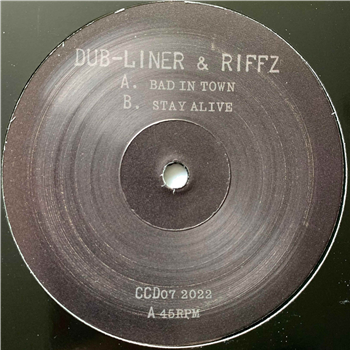 DUB-LINER & RIFFZ
A. BAD IN TOWN
B. STAY ALIVE
CCD07 2022
A 45RPM